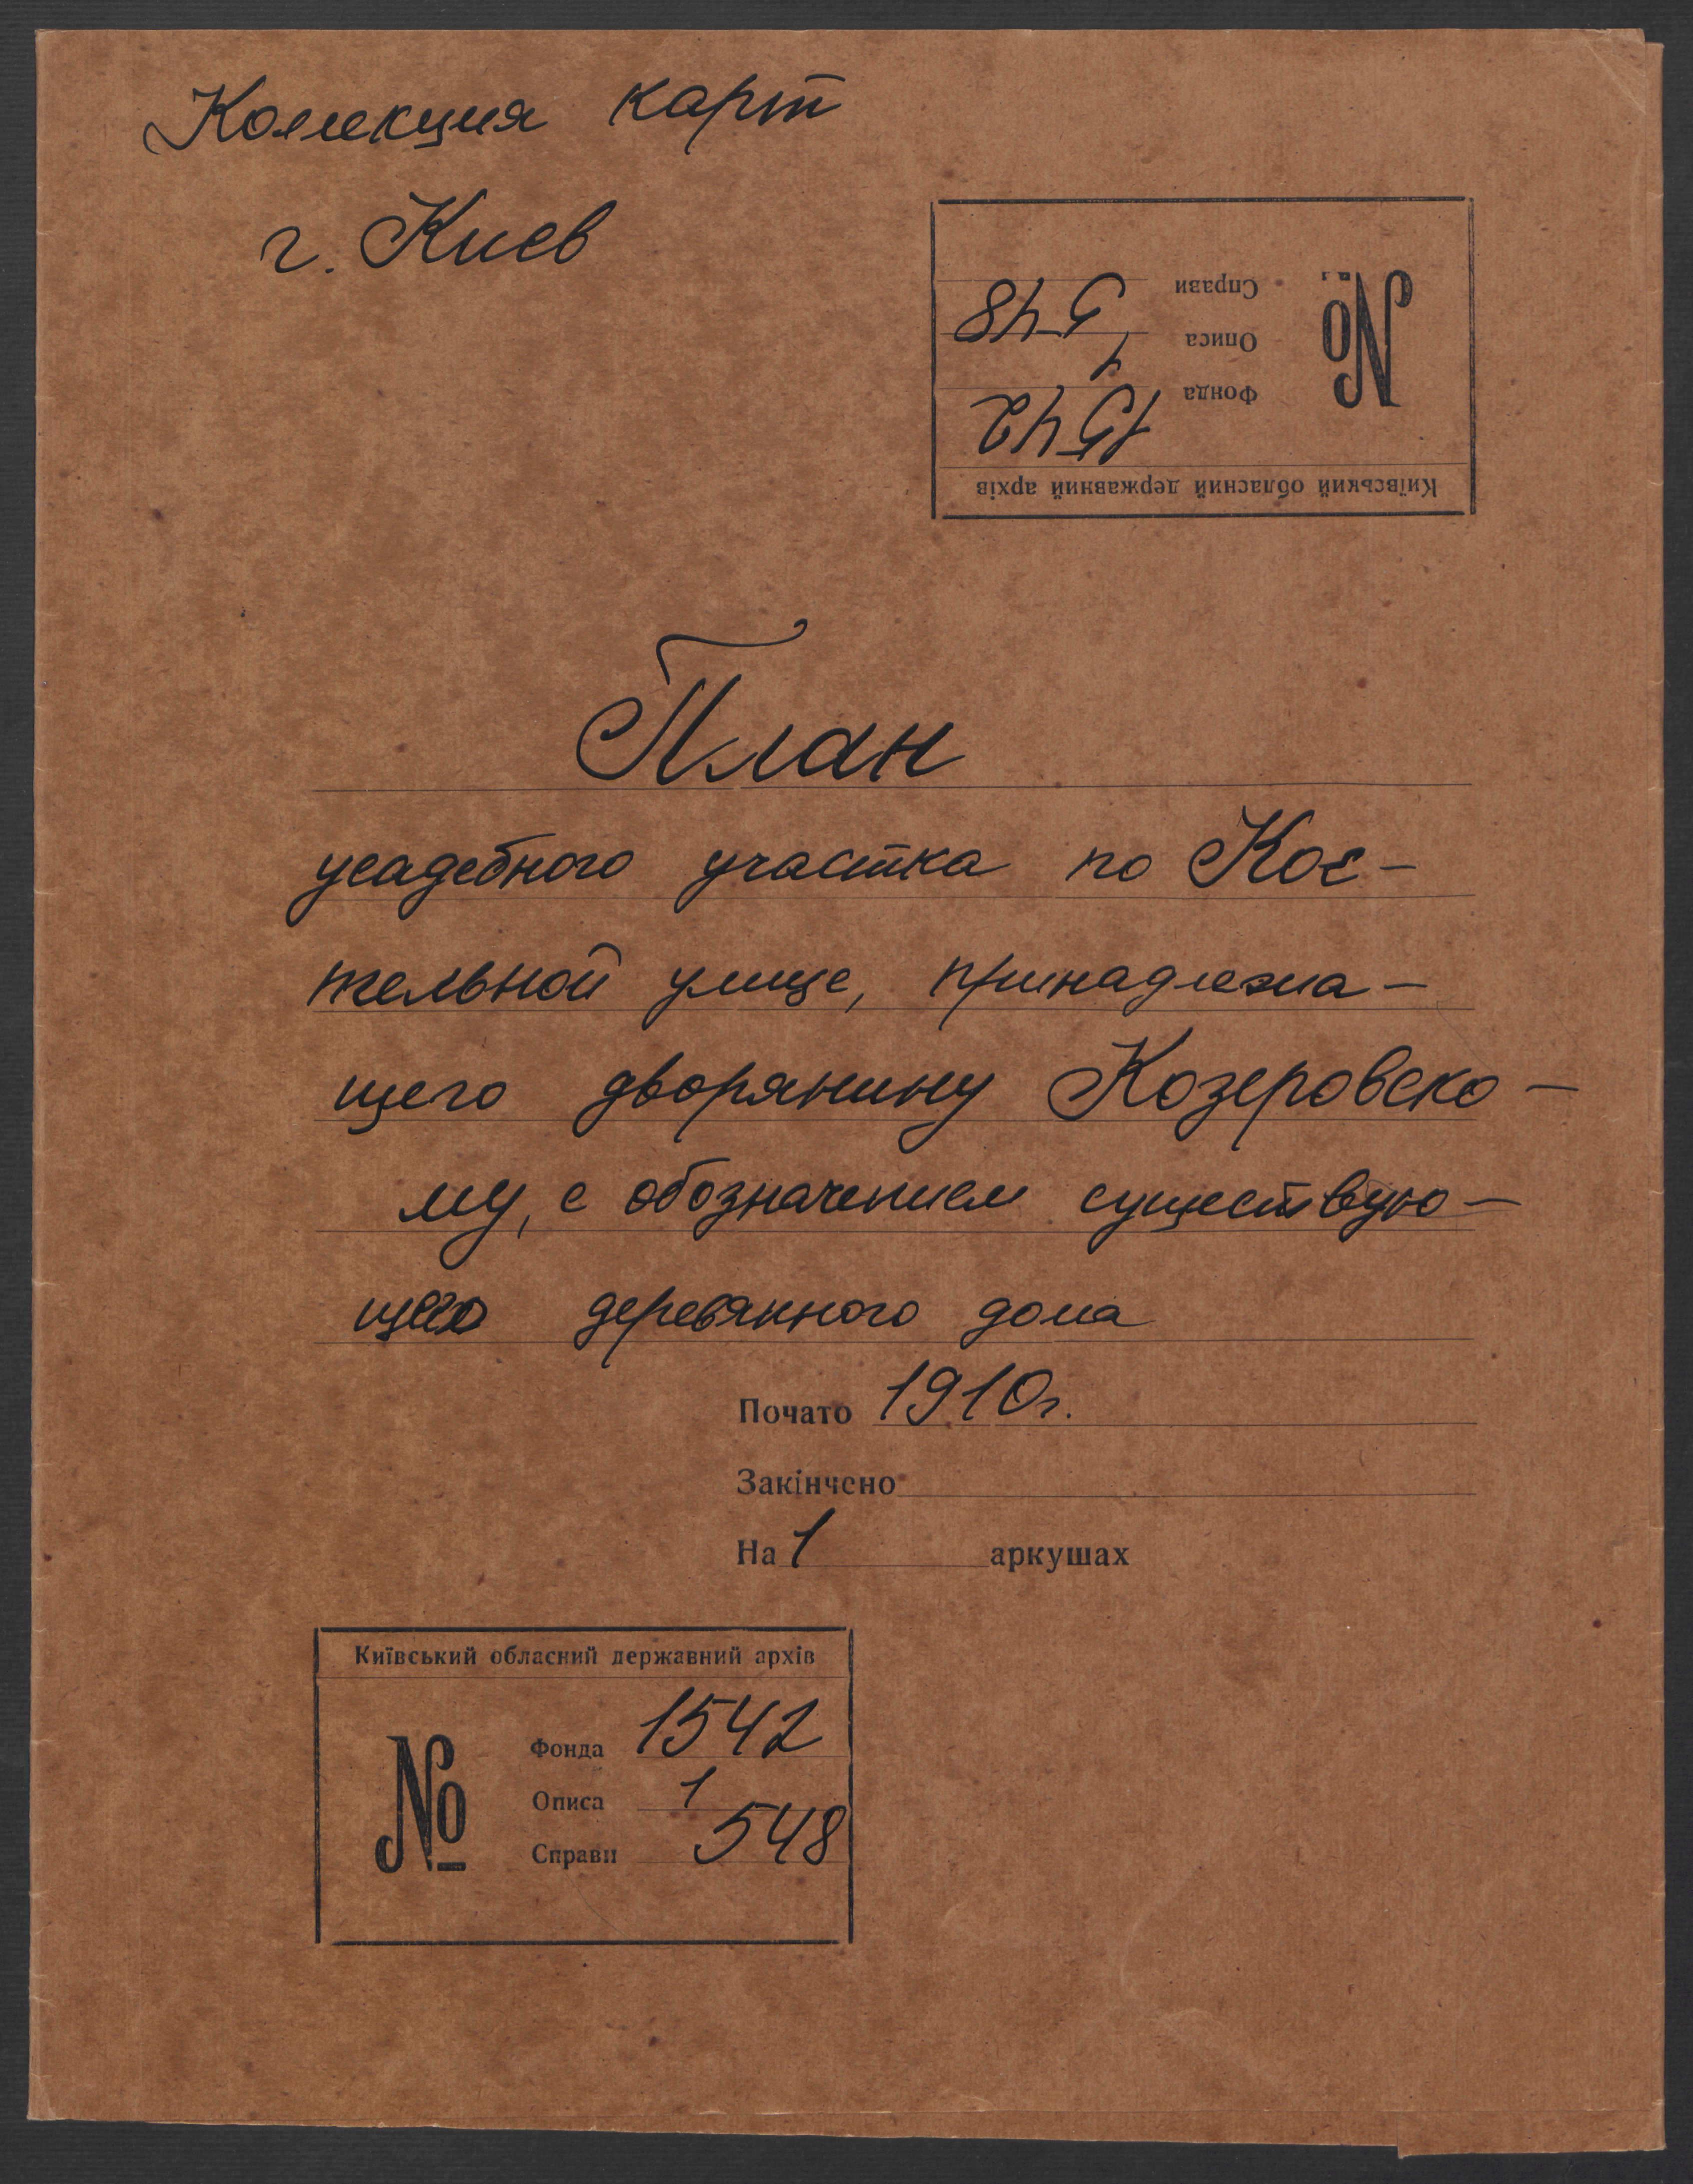 Коллекция карт
г. Киев
Київський обласний державний архів
№
Фонда 1542
Описа 1
Справи 548
План
усадебного участка по Кос-
тельной улице, принадлежа-
щего дворянину Козеровско-
му, с обозначением существую-
щего деревянного дома
Почато 1910г.
Закінчено
На 1 аркушах
Київський обласний державний архів
№
Фонда 1542
Описа 1
Справи 548